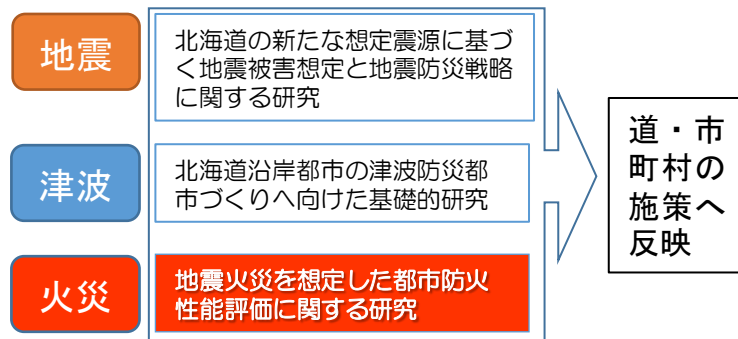 地震
北海道の新たな想定震源に基づ
く地震被害想定と地震防災戦略
に関する研究
津波
北海道沿岸都市の津波防災都
市づくりへ向けた基礎的研究
火災
地震火災を想定した都市防火
性能評価に関する研究
道・市
町村の
施策へ
反映